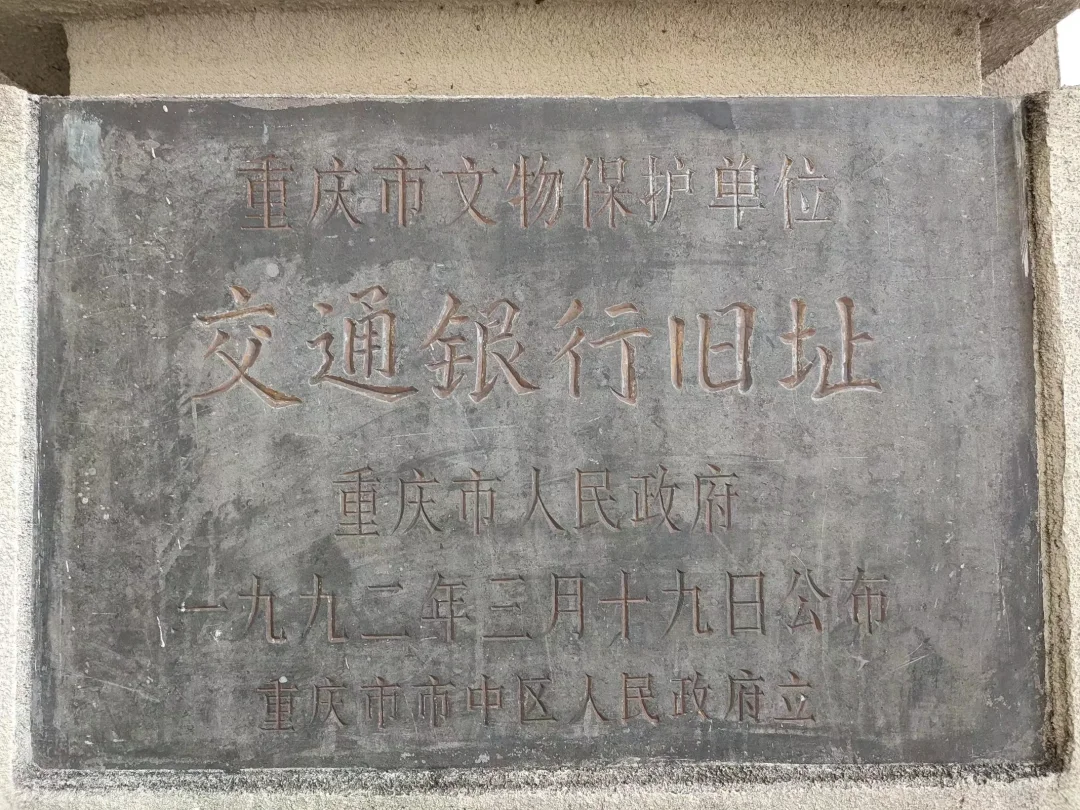 重庆市文物保护单位
交通银行旧址
重庆市人民政府
一九九二年三月十九日公布
重庆市市中区人民政府立